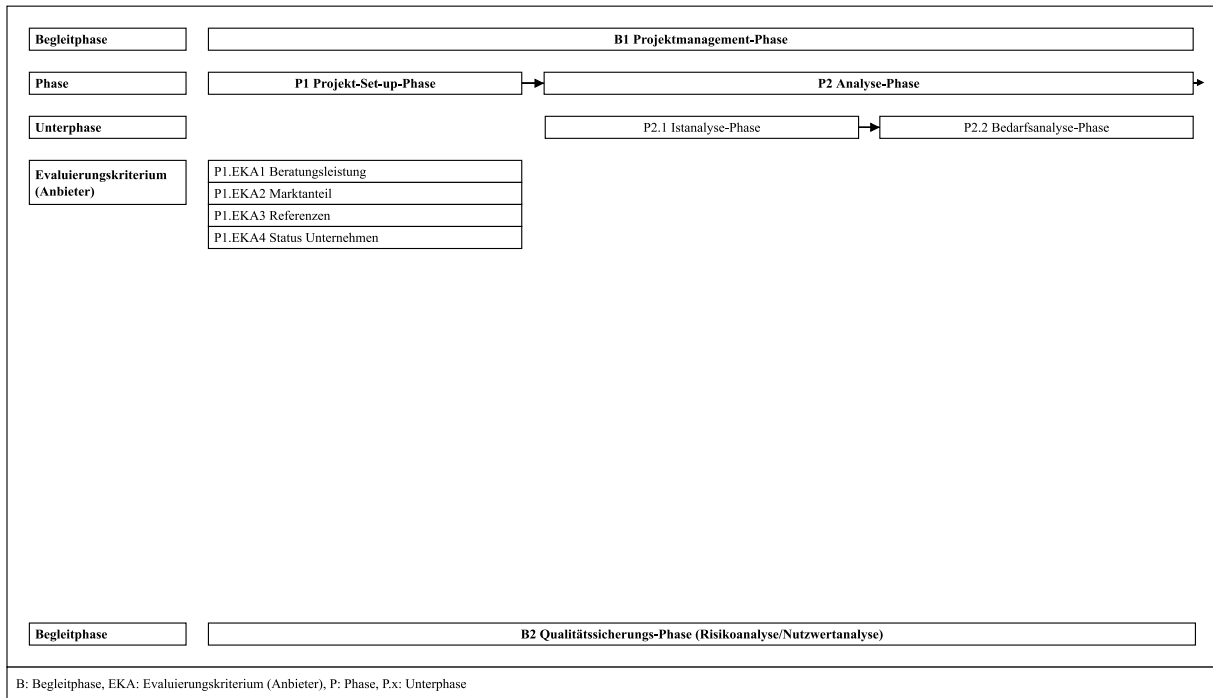 Begleitphase
B1 Projektmanagement-Phase
Phase
P1 Projekt-Set-up-Phase
P2 Analyse-Phase
Unterphase
P2.1 Istanalyse-Phase
P2.2 Bedarfsanalyse-Phase
Evaluierungskriterium
(Anbieter)
P1.EKA1 Beratungsleistung
P1.EKA2 Marktanteil
P1.EKA3 Referenzen
P1.EKA4 Status Unternehmen
Begleitphase
B2 Qualitätssicherungs-Phase (Risikoanalyse/Nutzwertanalyse)
B: Begleitphase, EKA: Evaluierungskriterium (Anbieter), P: Phase, P.x: Unterphase